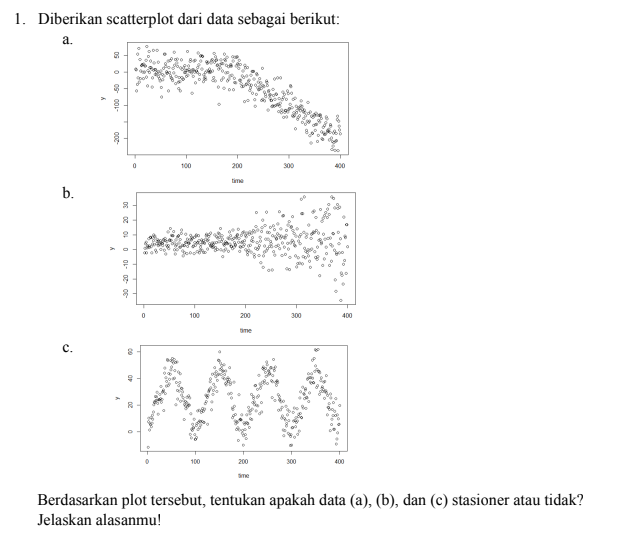 1. Diberikan scatterplot dari data sebagai berikut:
a.
50
0
-50
-100
-200
y
0 100 200 300 400
time
b.
30
20
10
0
-10
-20
-30
y
0 100 200 300 400
time
c.
60
40
20
0
y
0 100 200 300 400
time
Berdasarkan plot tersebut, tentukan apakah data (a), (b), dan (c) stasioner atau tidak?
Jelaskan alasanmu!